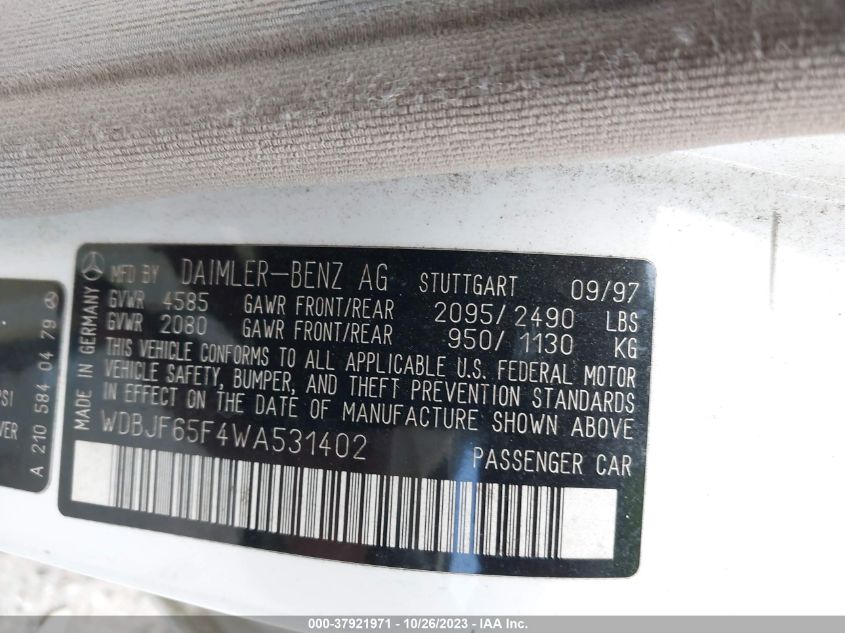 MFD BY DAIMLER-BENZ AG STUTTGART 09/97
GVWR 4585 GAWR FRONT/REAR 2095/2490 LBS
GVWR 2080 GAWR FRONT/REAR 950/1130 KG
THIS VEHICLE CONFORMS TO ALL APPLICABLE U.S. FEDERAL MOTOR
VEHICLE SAFETY, BUMPER, AND THEFT PREVENTION STANDARDS
IN EFFECT ON THE DATE OF MANUFACTURE SHOWN ABOVE
WDBJF65F4WA531402
PASSENGER CAR
MADE IN GERMANY
A 210 584 04 79
PSI
VER
000-37921971 - 10/26/2023 - IAA Inc.